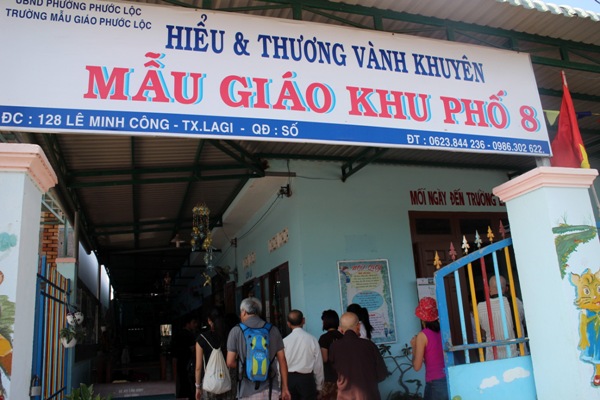 UBND PHƯỜNG PHƯỚC LỘC
TRƯỜNG MẪU GIÁO PHƯỚC LỘC
HIỂU & THƯƠNG VÀNH KHUYÊN
MẪU GIÁO KHU PHỐ 8
ĐC : 128 LÊ MINH CÔNG - TX.LAGI - QĐ : SỐ
ĐT : 0623.844 236 - 0986.302 622.
MỖI NGÀY ĐẾN TRƯỜNG